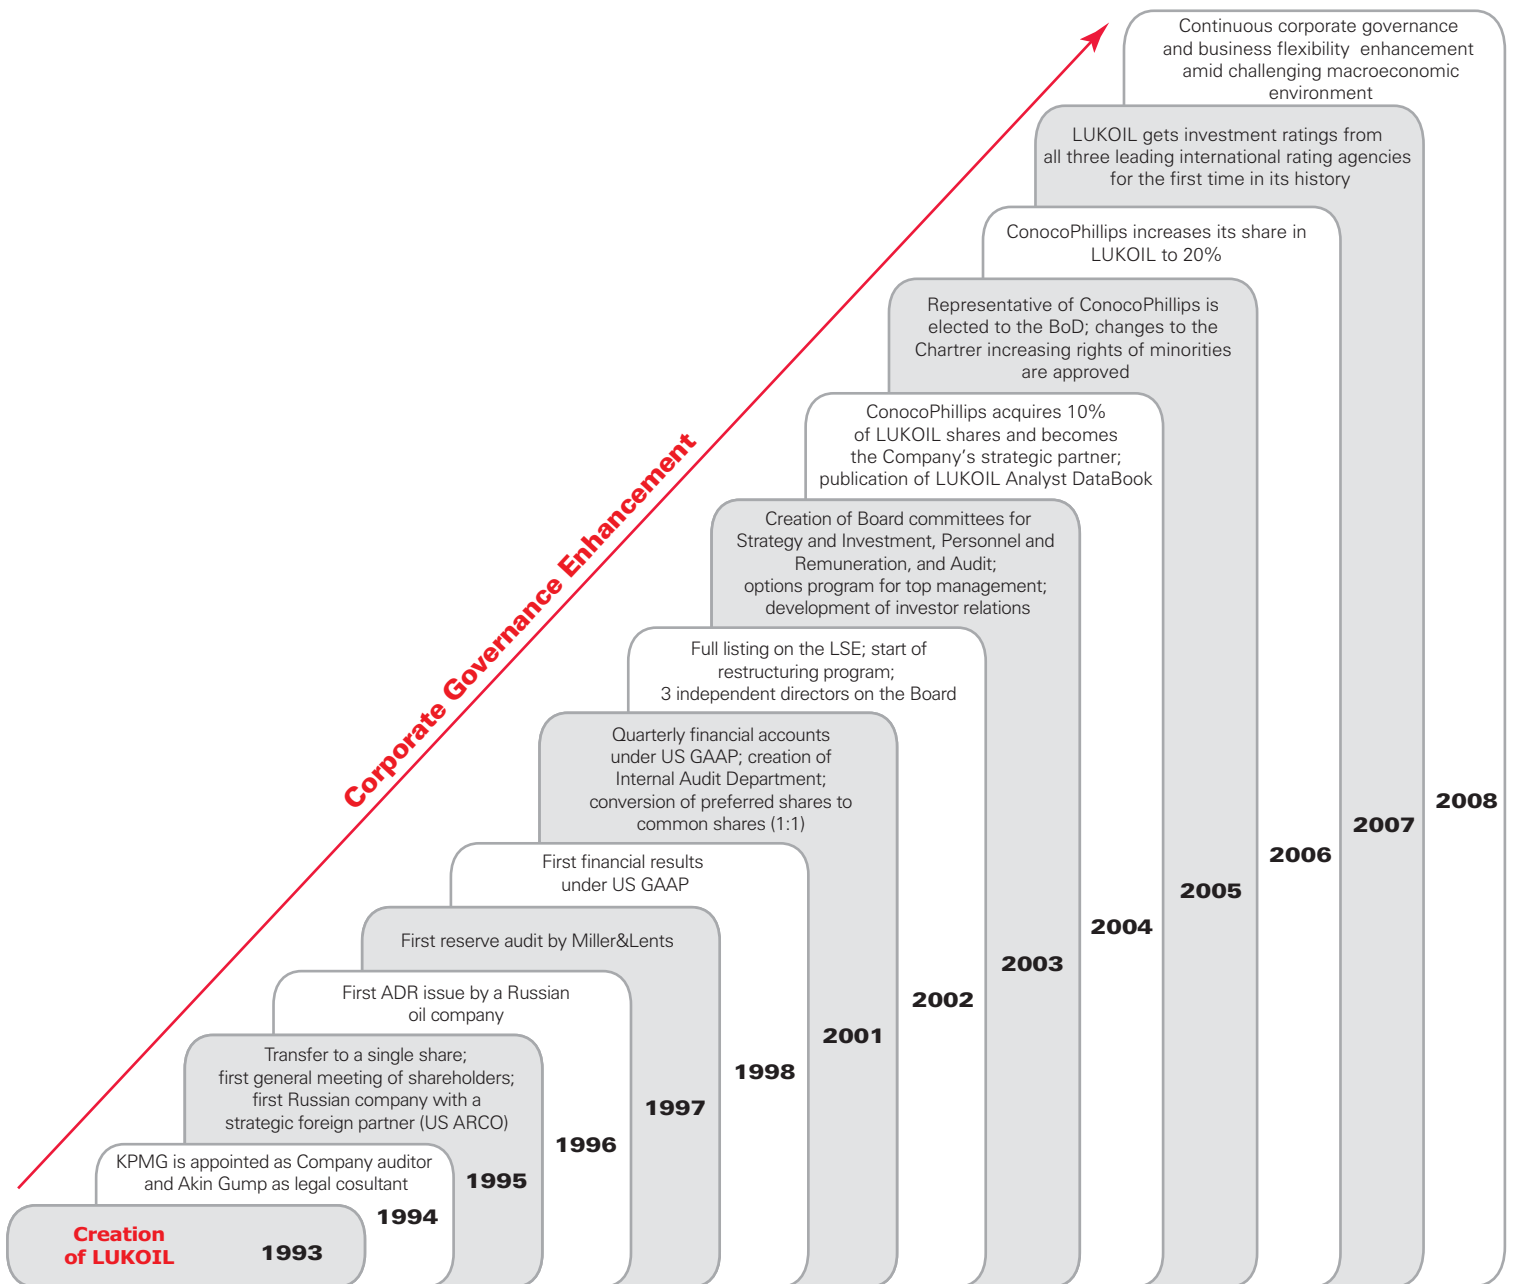 Continuous corporate governance
and business flexibility enhancement
amid challenging macroeconomic
environment
2008
LUKOIL gets investment ratings from
all three leading international rating agencies
for the first time in its history
2007
ConocoPhillips increases its share in
LUKOIL to 20%
2006
Representative of ConocoPhillips is
elected to the BoD; changes to the
Chartrer increasing rights of minorities
are approved
2005
ConocoPhillips acquires 10%
of LUKOIL shares and becomes
the Company's strategic partner;
publication of LUKOIL Analyst DataBook
2004
Creation of Board committees for
Strategy and Investment, Personnel and
Remuneration, and Audit;
options program for top management;
development of investor relations
2003
Full listing on the LSE; start of
restructuring program;
3 independent directors on the Board
2002
Quarterly financial accounts
under US GAAP; creation of
Internal Audit Department;
conversion of preferred shares to
common shares (1:1)
2001
First financial results
under US GAAP
1998
First reserve audit by Miller&Lents
1997
First ADR issue by a Russian
oil company
1996
Transfer to a single share;
first general meeting of shareholders;
first Russian company with a
strategic foreign partner (US ARCO)
1995
KPMG is appointed as Company auditor
and Akin Gump as legal cosultant
1994
Creation
of LUKOIL
1993
Corporate Governance Enhancement